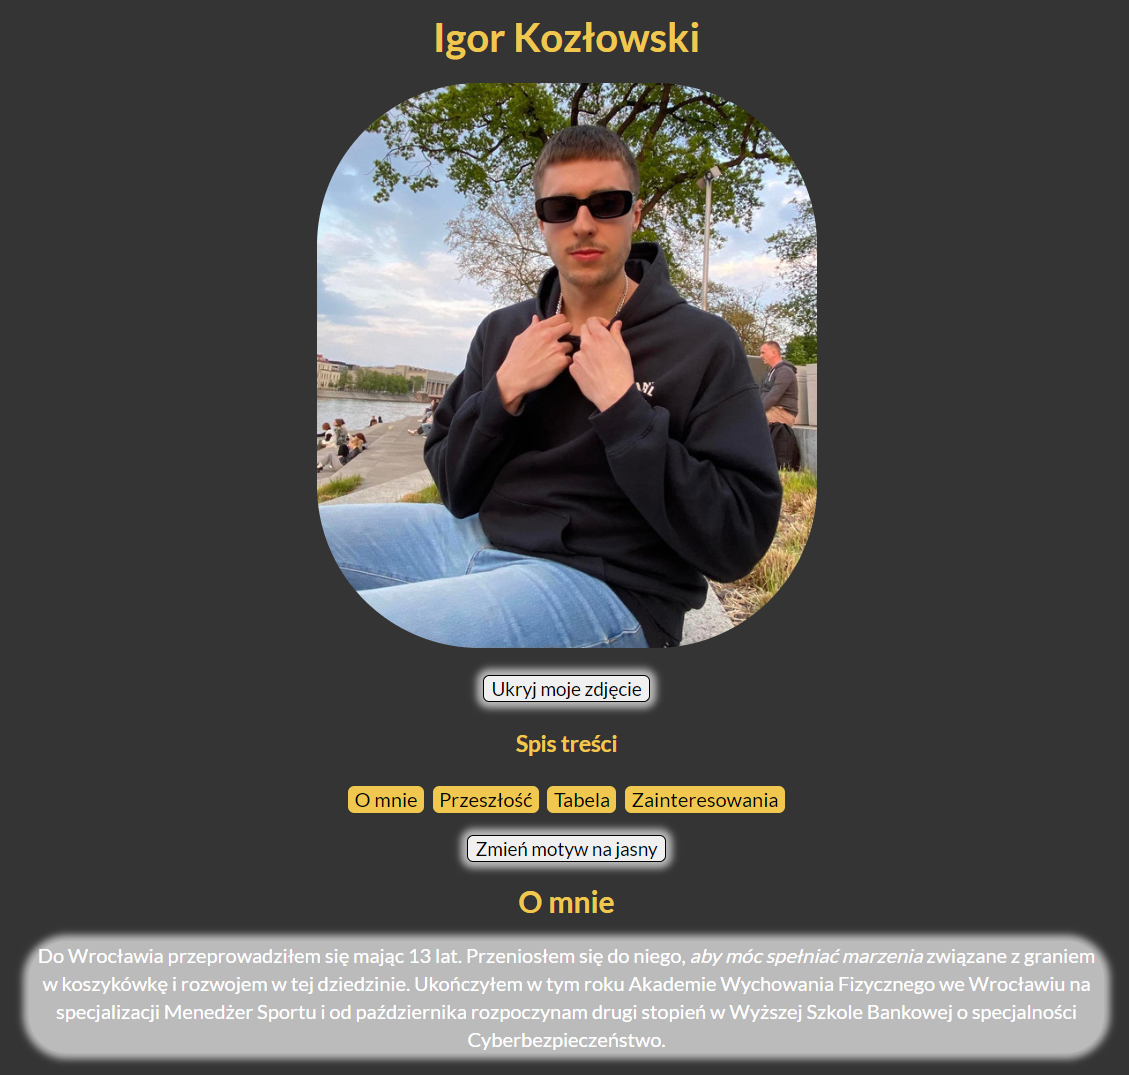 Igor Kozłowski
Ukryj moje zdjęcie
Spis treści
O mnie Przeszłość Tabela Zainteresowania
Zmień motyw na jasny
O mnie
Do Wrocławia przeprowadziłem się mając 13 lat. Przeniosłem się do niego, aby móc spełniać marzenia związane z graniem
w koszykówkę i rozwojem w tej dziedzinie. Ukończyłem w tym roku Akademie Wychowania Fizycznego we Wrocławiu na
specjalizacji Menedżer Sportu i od października rozpoczynam drugi stopień w Wyższej Szkole Bankowej o specjalności
Cyberbezpieczeństwo.